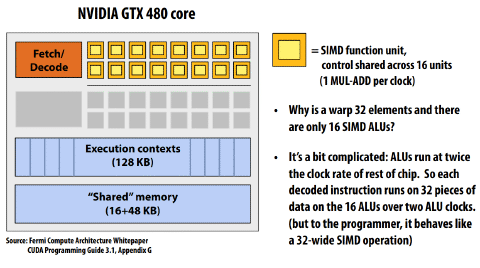 NVIDIA GTX 480 core
Fetch/
Decode
= SIMD function unit,
control shared across 16 units
(1 MUL-ADD per clock)
• Why is a warp 32 elements and there
are only 16 SIMD ALUs?
• It's a bit complicated: ALUs run at twice
the clock rate of rest of chip. So each
decoded instruction runs on 32 pieces of
data on the 16 ALUs over two ALU clocks.
(but to the programmer, it behaves like
a 32-wide SIMD operation)
Execution contexts
(128 KB)
“Shared” memory
(16+48 KB)
Source: Fermi Compute Architecture Whitepaper
CUDA Programming Guide 3.1, Appendix G